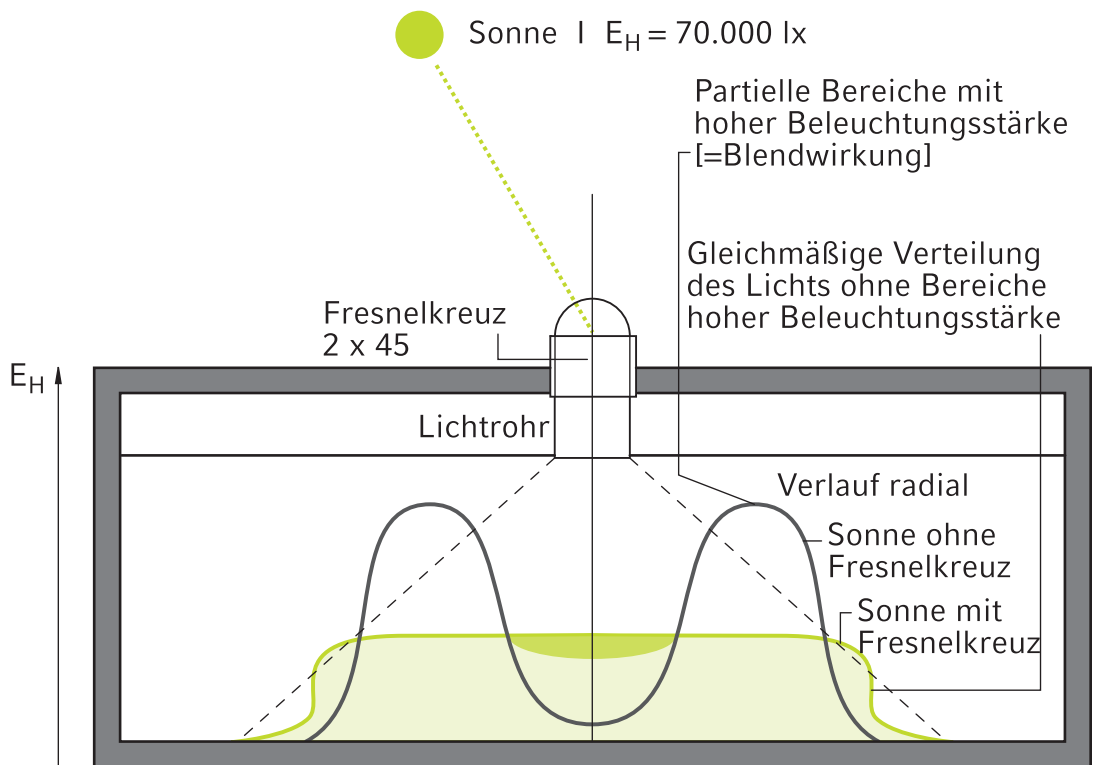 Sonne I E_H = 70.000 lx
Partielle Bereiche mit
hoher Beleuchtungsstärke
[=Blendwirkung]
Gleichmäßige Verteilung
des Lichts ohne Bereiche
hoher Beleuchtungsstärke
Fresnelkreuz
2 x 45
E_H
Lichtrohr
Verlauf radial
Sonne ohne
Fresnelkreuz
Sonne mit
Fresnelkreuz